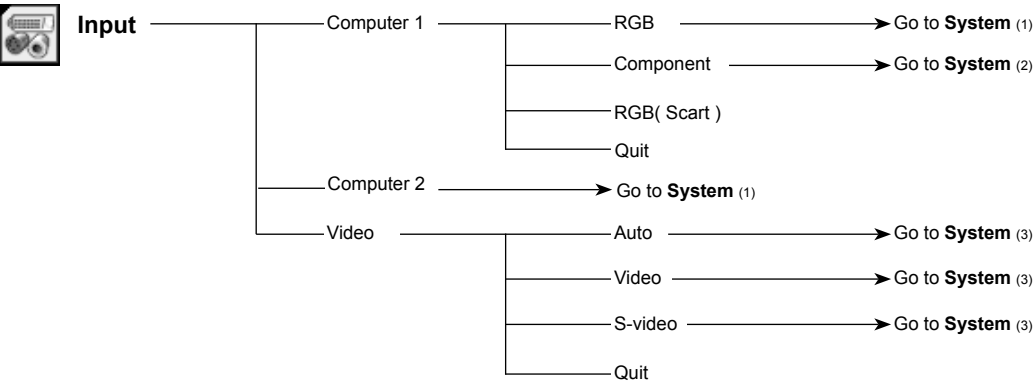 Input
Computer 1
RGB
Go to System (1)
Component
Go to System (2)
RGB( Scart )
Quit
Computer 2
Go to System (1)
Video
Auto
Go to System (3)
Video
Go to System (3)
S-video
Go to System (3)
Quit